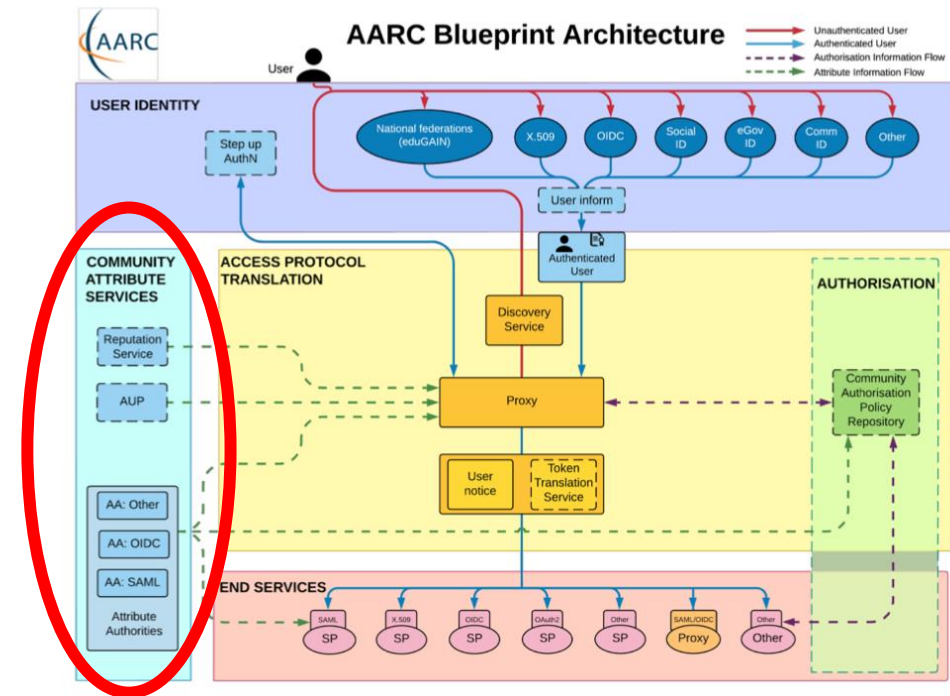 AARC
AARC Blueprint Architecture
Unauthenticated User
Authenticated User
Authorisation Information Flow
Attribute Information Flow
User
USER IDENTITY
Step up
AuthN
National federations
(eduGAIN)
X.509
OIDC
Social
ID
eGov
ID
Comm
ID
Other
User inform
Authenticated
User
COMMUNITY
ATTRIBUTE
SERVICES
ACCESS PROTOCOL
TRANSLATION
AUTHORISATION
Reputation
Service
AUP
Discovery
Service
Proxy
Community
Authorisation
Policy
Repository
User
notice
Token
Translation
Service
AA: Other
AA: OIDC
AA: SAML
Attribute
Authorities
END SERVICES
SAML
SP
X.509
SP
OIDC
SP
OAuth2
SP
Other
SP
SAML/OIDC
Proxy
Other
Other